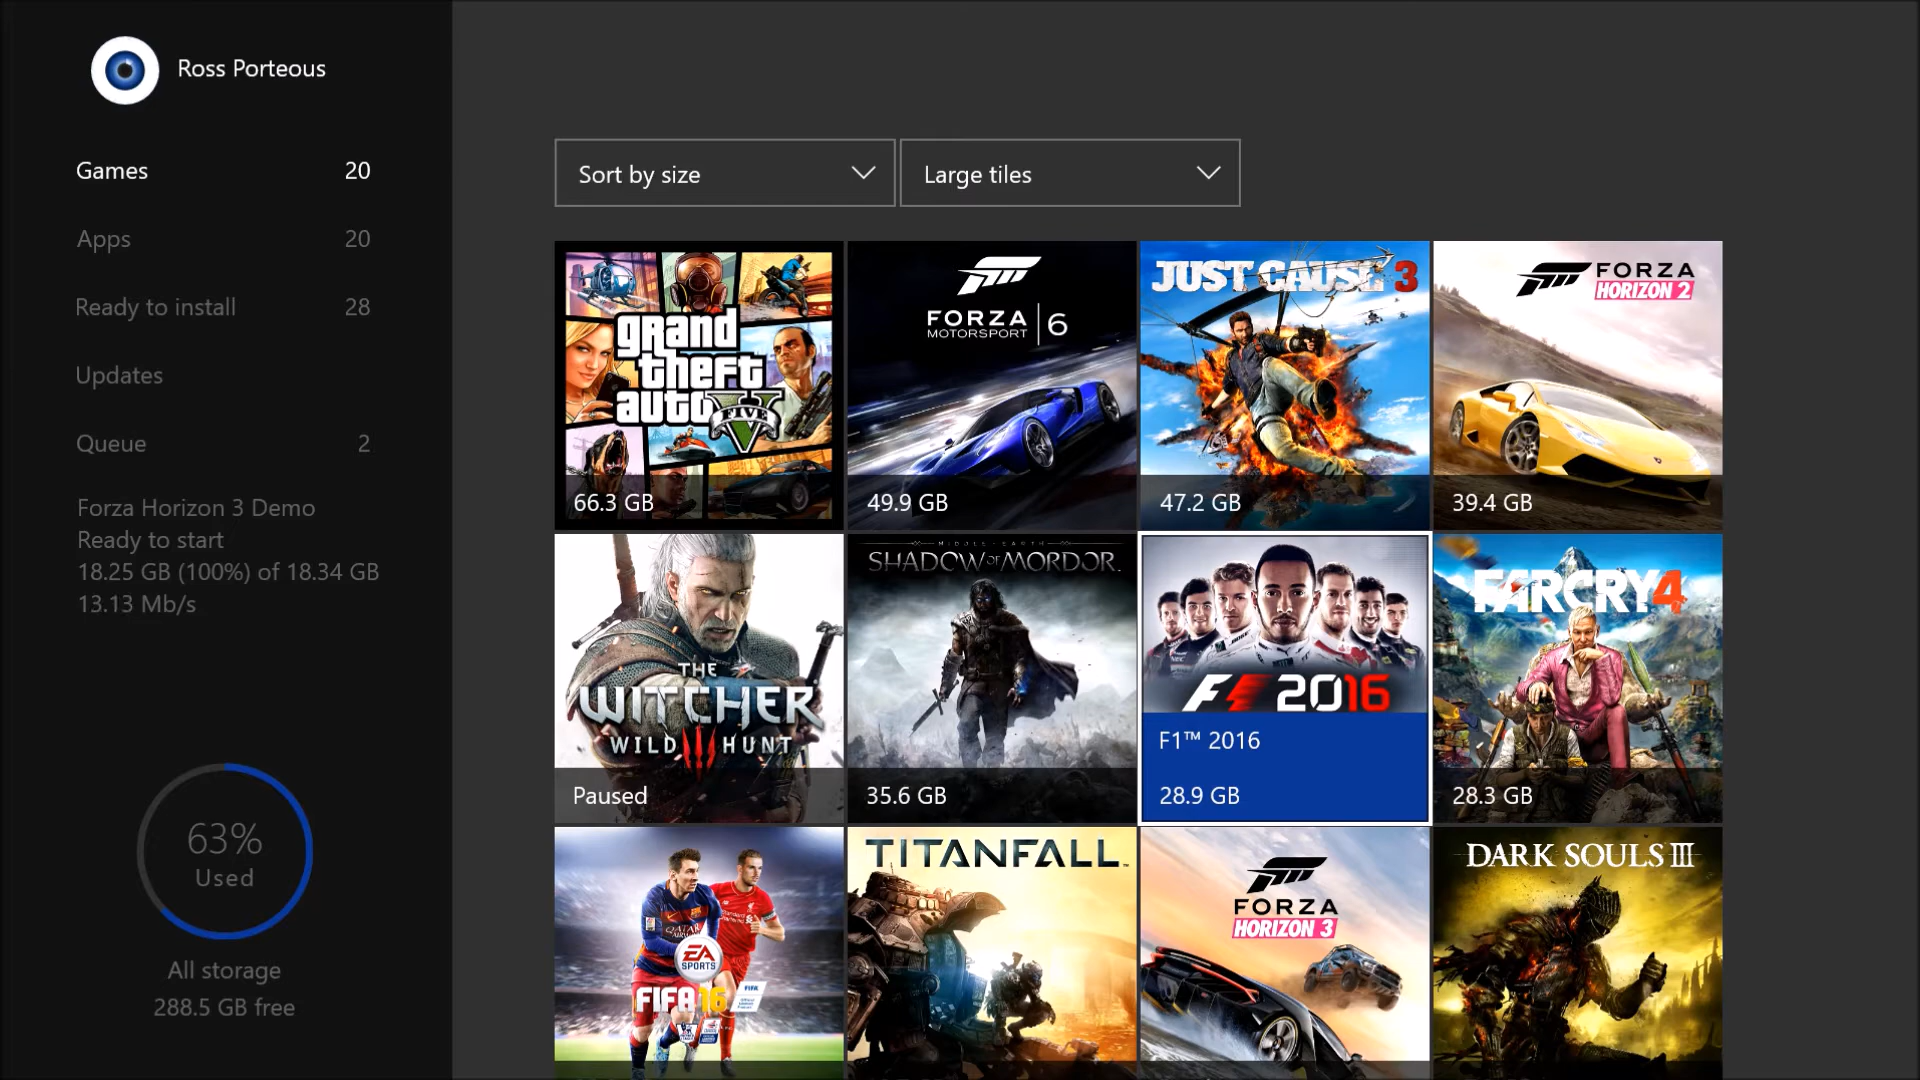 Ross Porteous
Games 20
Apps 20
Ready to install 28
Updates
Queue 2
Forza Horizon 3 Demo
Ready to start
18.25 GB (100%) of 18.34 GB
13.13 Mb/s
63%
Used
All storage
288.5 GB free
Sort by size
Large tiles
grand
theft
auto
FIVE
66.3 GB
FORZA
MOTORSPORT 6
49.9 GB
JUST CAUSE 3
47.2 GB
FORZA
HORIZON 2
39.4 GB
THE
WITCHER
WILD HUNT
Paused
MIDDLE-EARTH
SHADOW OF MORDOR
35.6 GB
F1 2016
F1™ 2016
28.9 GB
FARCRY4
28.3 GB
QATAR
EA
SPORTS
FIFA 16
FIFA
TITANFALL
FORZA
HORIZON 3
DARK SOULS III